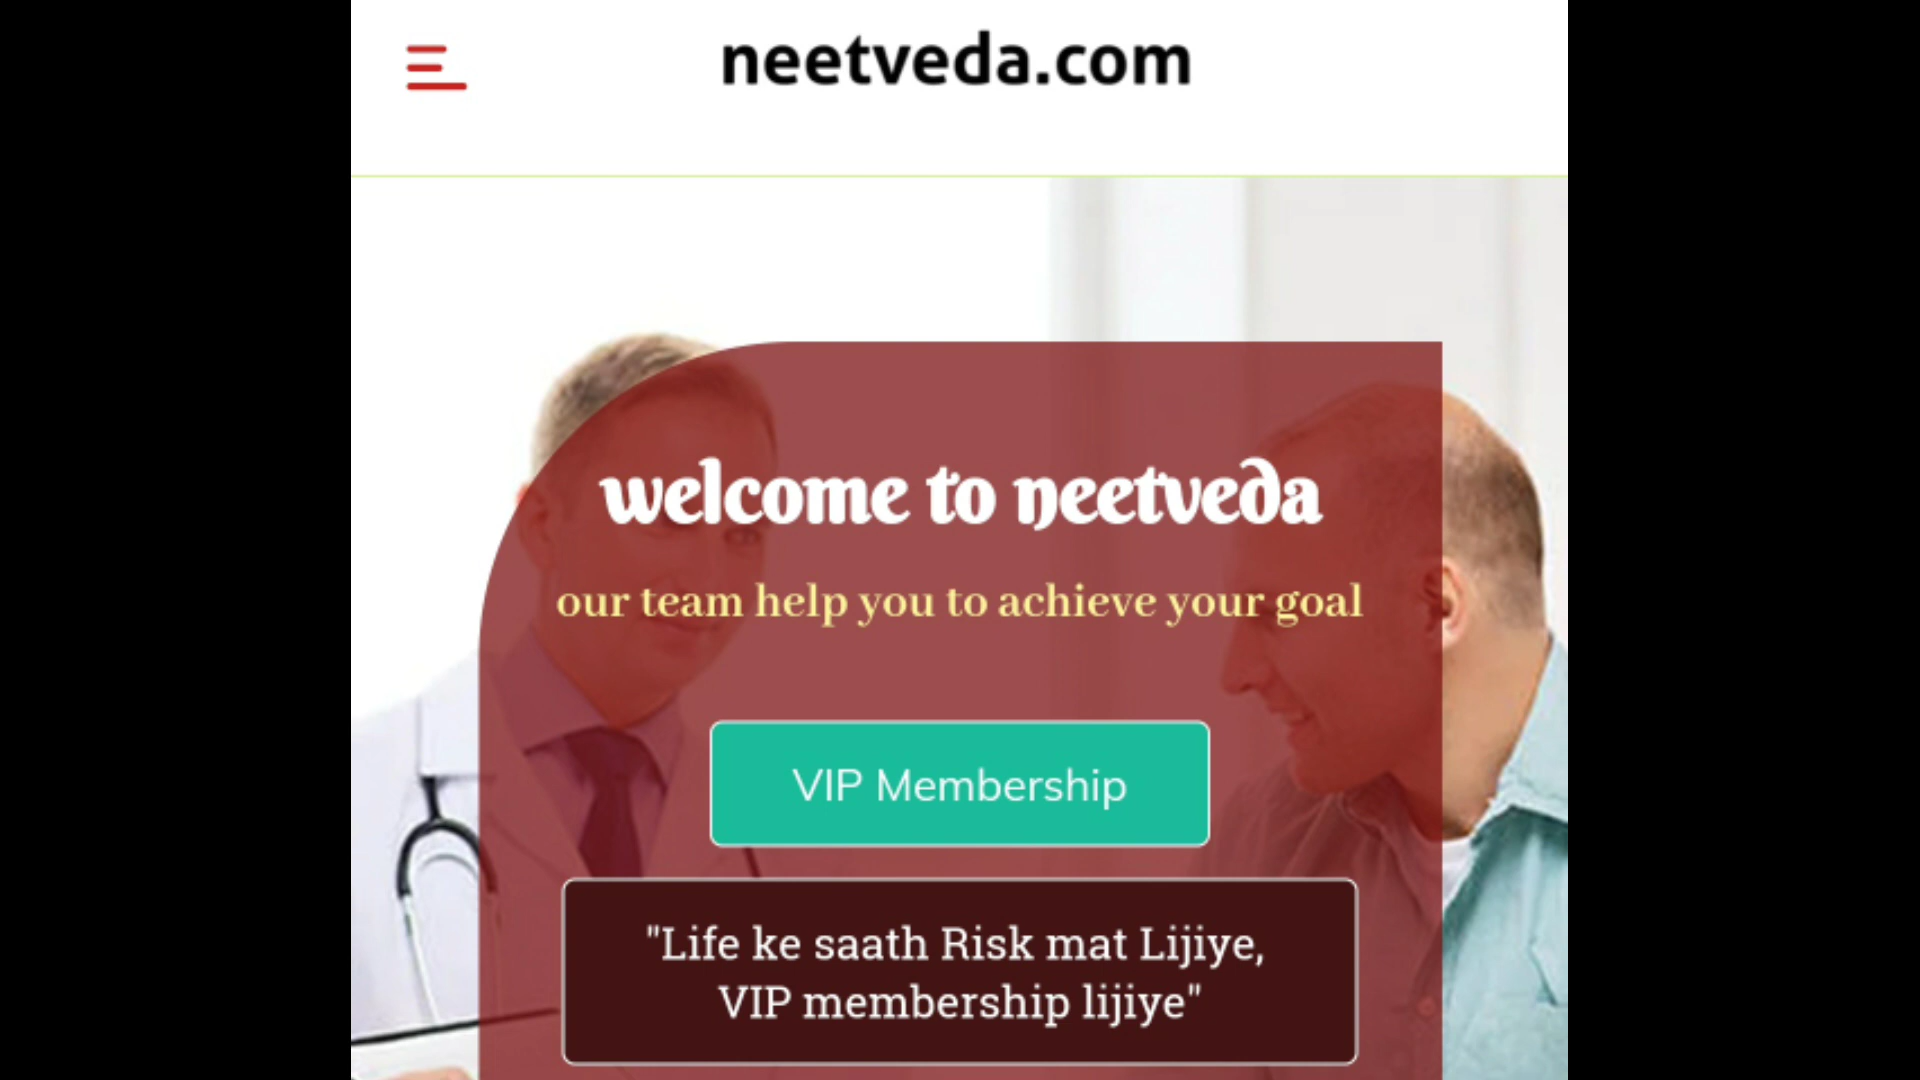 neetveda.com
welcome to neetveda
our team help you to achieve your goal
VIP Membership
"Life ke saath Risk mat Lijiye,
VIP membership lijiye"